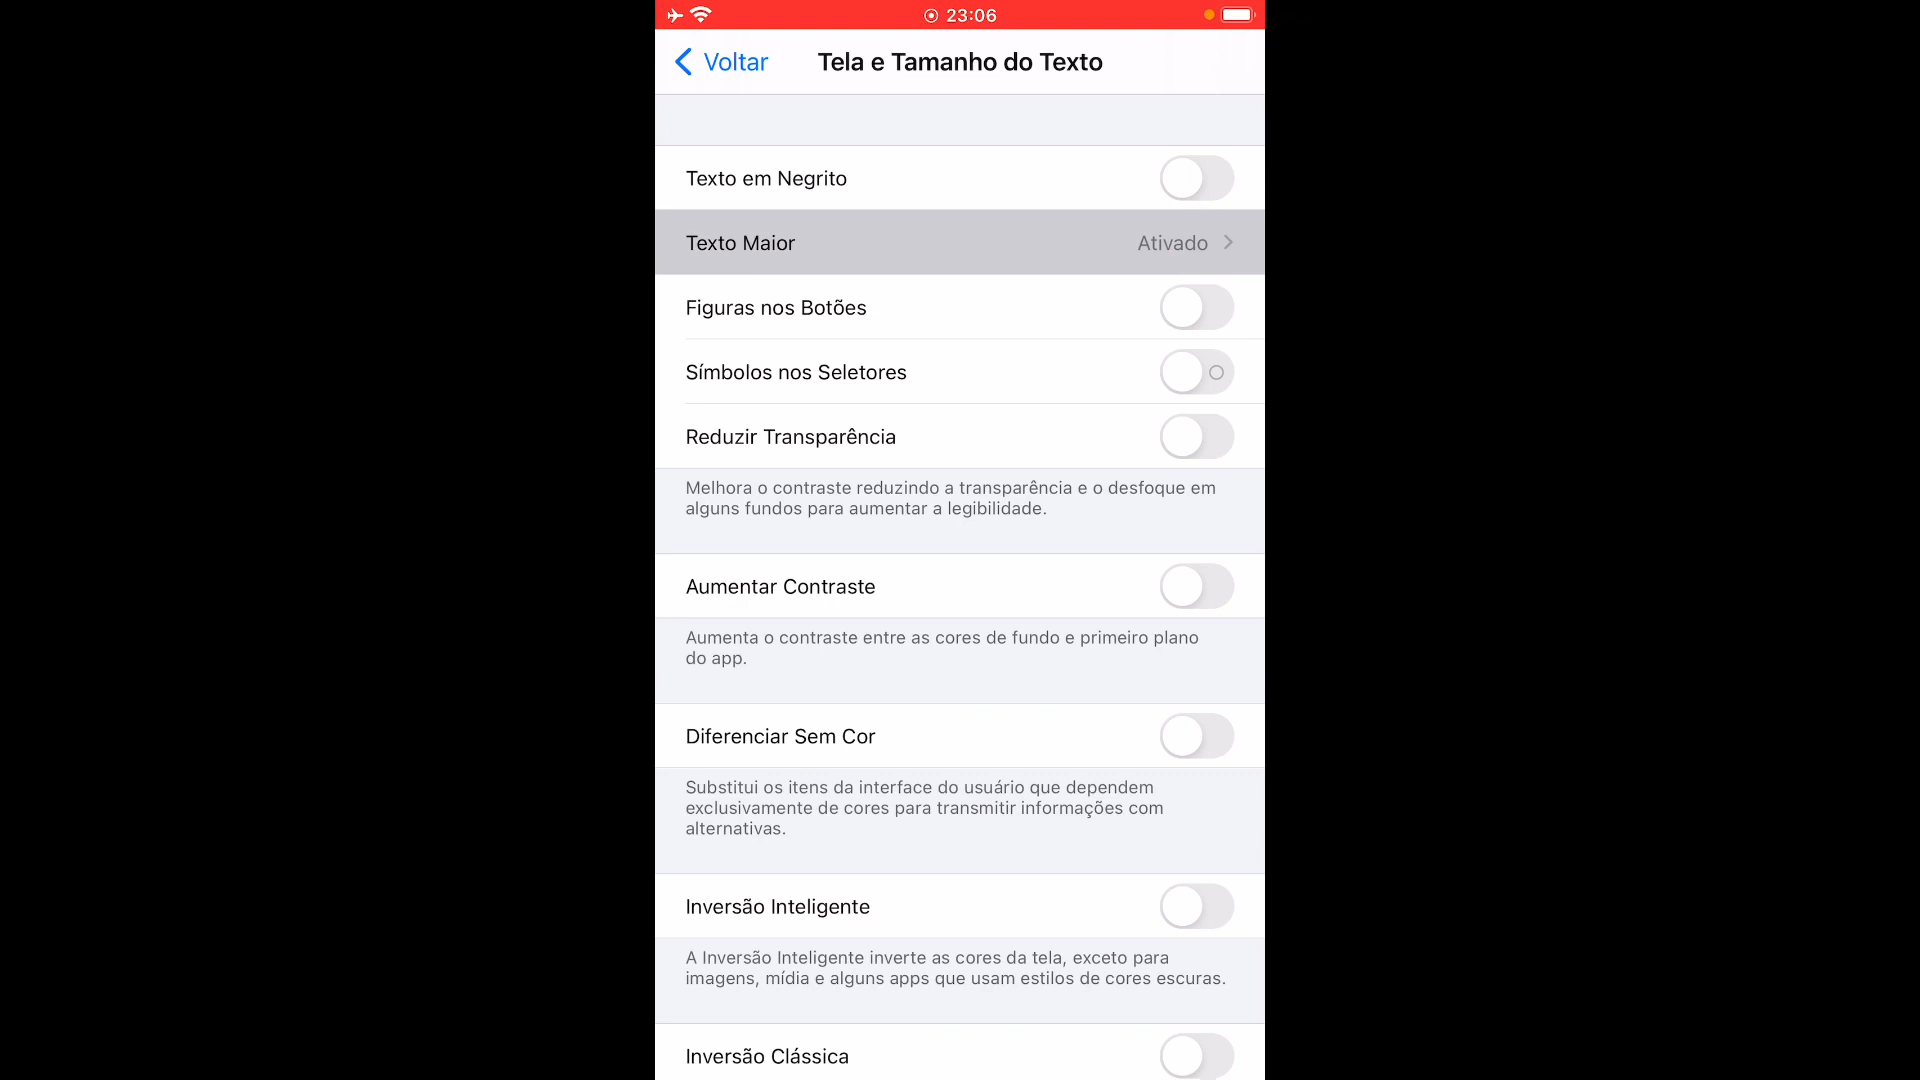 23:06
Voltar
Tela e Tamanho do Texto
Texto em Negrito
Texto Maior
Ativado
Figuras nos Botões
Símbolos nos Seletores
Reduzir Transparência
Melhora o contraste reduzindo a transparência e o desfoque em
alguns fundos para aumentar a legibilidade.
Aumentar Contraste
Aumenta o contraste entre as cores de fundo e primeiro plano
do app.
Diferenciar Sem Cor
Substitui os itens da interface do usuário que dependem
exclusivamente de cores para transmitir informações com
alternativas.
Inversão Inteligente
A Inversão Inteligente inverte as cores da tela, exceto para
imagens, mídia e alguns apps que usam estilos de cores escuras.
Inversão Clássica